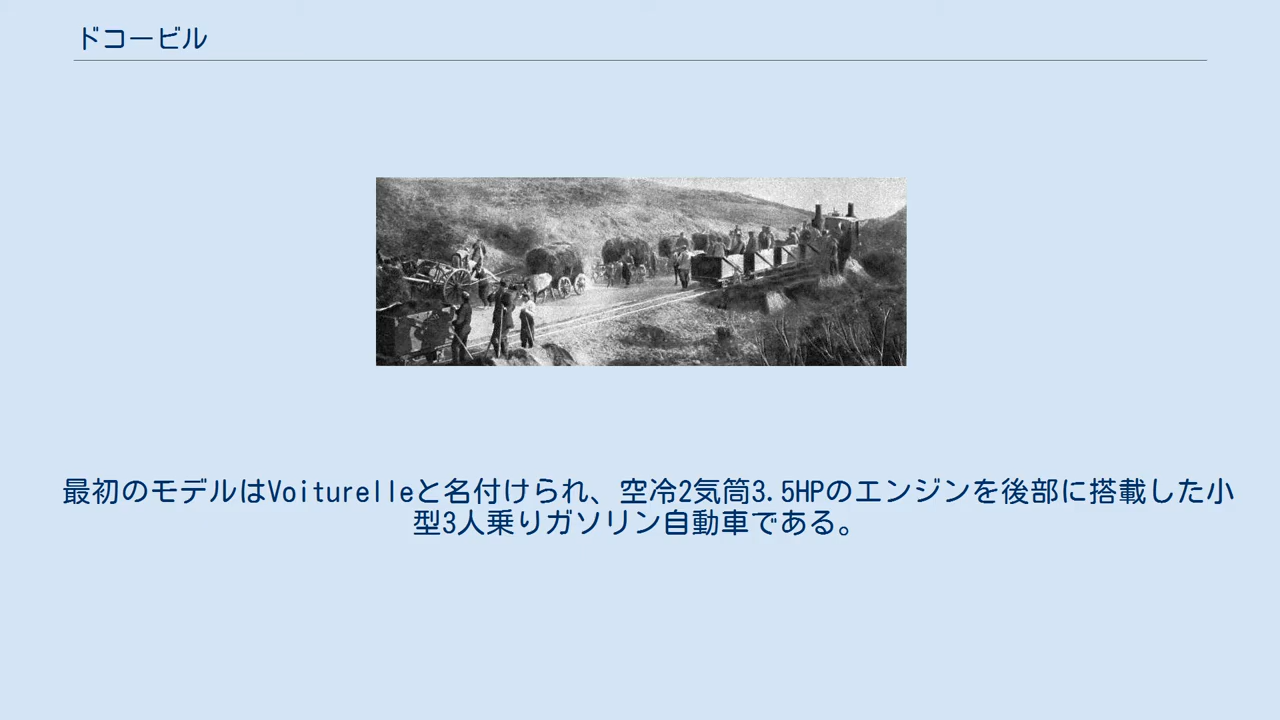 ドコービル
最初のモデルはVoiturelleと名付けられ、空冷2気筒3.5HPのエンジンを後部に搭載した小
型3人乗りガソリン自動車である。